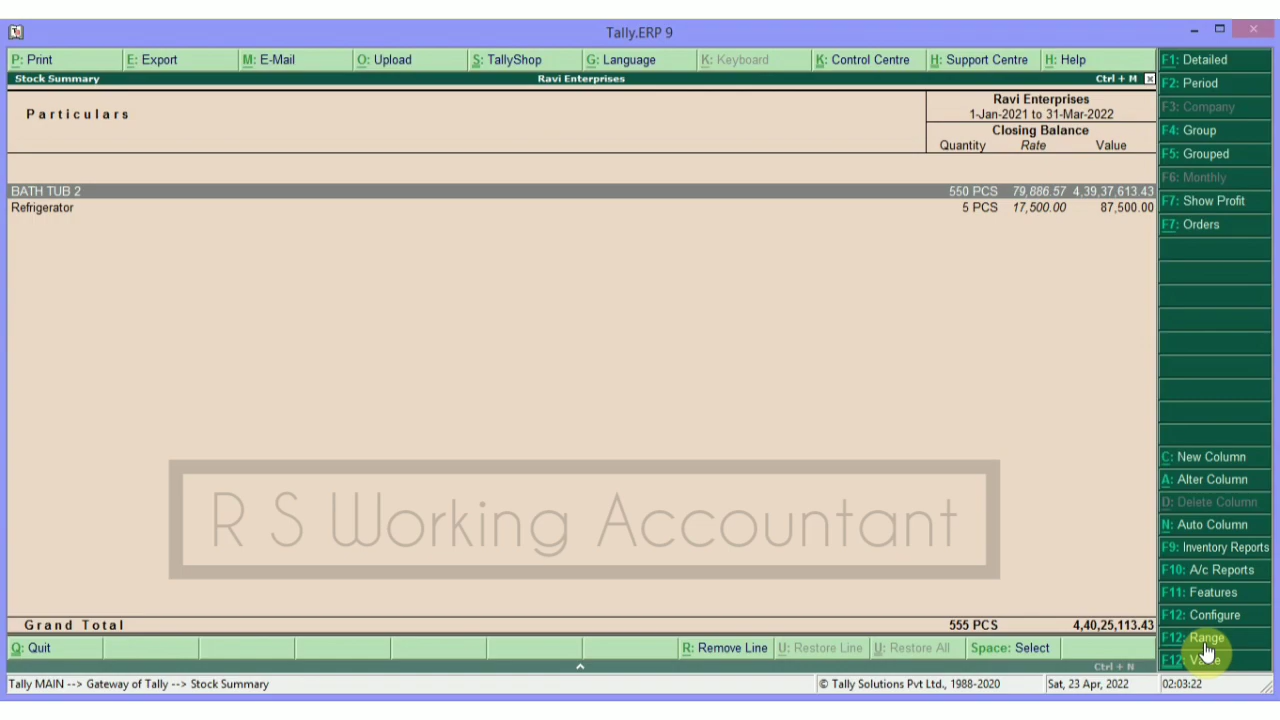 Tally.ERP 9
P: Print E: Export M: E-Mail O: Upload S: TallyShop G: Language K: Keyboard K: Control Centre H: Support Centre H: Help
Stock Summary Ravi Enterprises Ctrl + M
Particulars
Ravi Enterprises
1-Jan-2021 to 31-Mar-2022
Closing Balance
Quantity Rate Value
BATH TUB 2 550 PCS 79,886.57 4,39,37,613.43
Refrigerator 5 PCS 17,500.00 87,500.00
R S Working Accountant
Grand Total 555 PCS 4,40,25,113.43
F1: Detailed
F2: Period
F3: Company
F4: Group
F5: Grouped
F6: Monthly
F7: Show Profit
F7: Orders
C: New Column
A: Alter Column
D: Delete Column
N: Auto Column
F9: Inventory Reports
F10: A/c Reports
F11: Features
F12: Configure
F12: Range
F12:
Q: Quit R: Remove Line U: Restore Line U: Restore All Space: Select
Ctrl + N
Tally MAIN --> Gateway of Tally --> Stock Summary © Tally Solutions Pvt Ltd., 1988-2020 Sat, 23 Apr, 2022 02:03:22